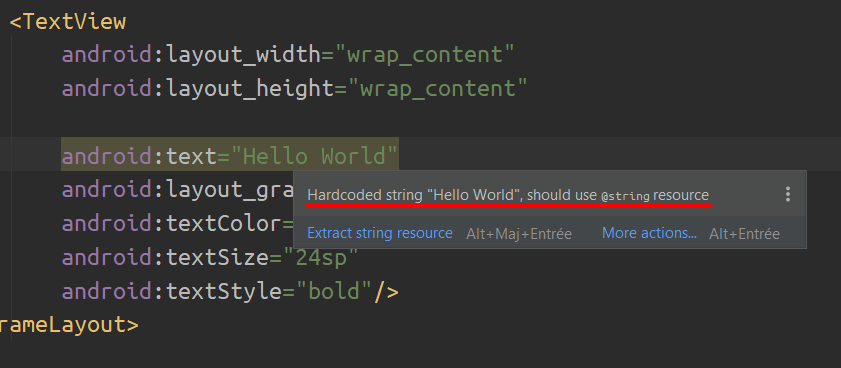 <TextView
android:layout_width="wrap_content"
android:layout_height="wrap_content"
android:text="Hello World"
Hardcoded string "Hello World", should use @string resource
android:layout_gra
android:textColor=
Extract string resource Alt+Maj+Entrée More actions... Alt+Entrée
android:textSize="24sp"
android:textStyle="bold"/>
rameLayout>